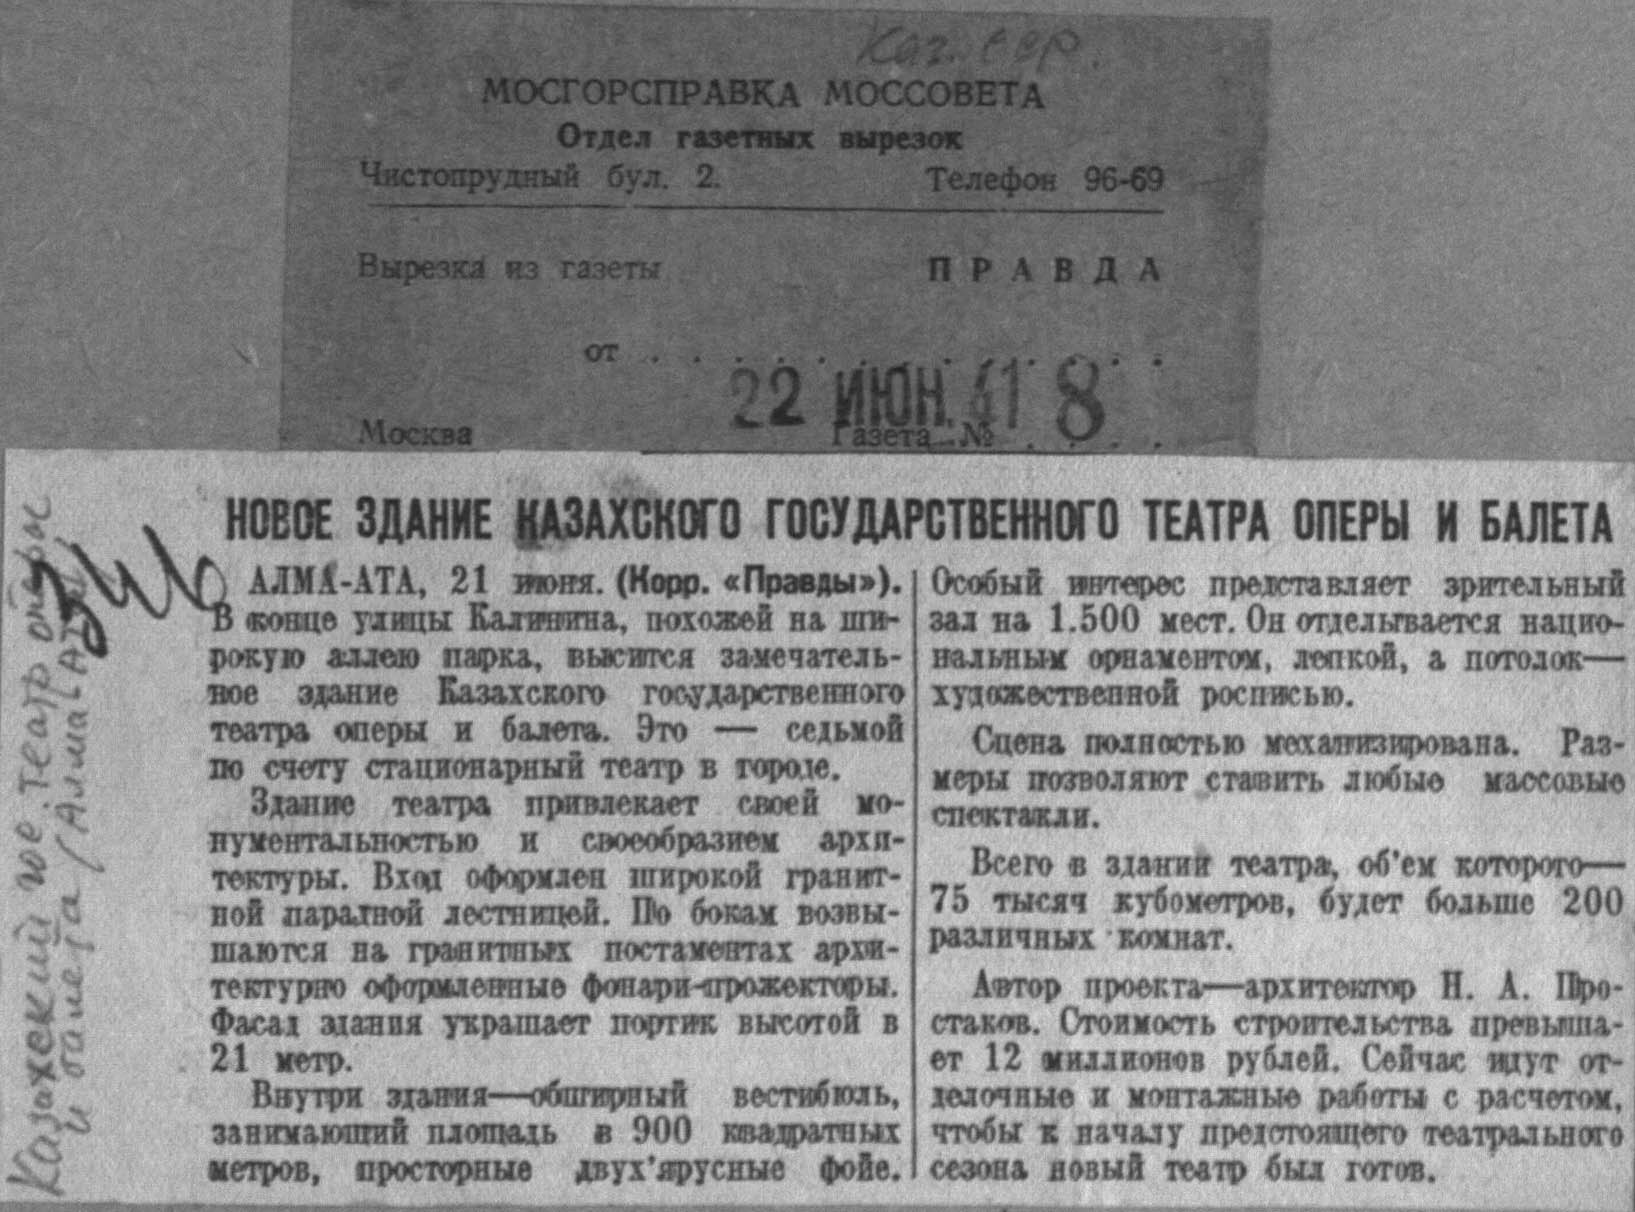 Каз. ССР.
МОСГОРСПРАВКА МОССОВЕТА
Отдел газетных вырезок
Чистопрудный бул. 2. Телефон 96-69
Вырезка из газеты ПРАВДА
от . . . . . . . . . . . . .
22 ИЮН. 41 8
Москва Газета № . . . .
Казахский гос. театр оперы
и балета (Алма-Ата)
НОВОЕ ЗДАНИЕ КАЗАХСКОГО ГОСУДАРСТВЕННОГО ТЕАТРА ОПЕРЫ И БАЛЕТА
АЛМА-АТА, 21 июня. (Корр. «Правды»).
В конце улицы Калинина, похожей на ши-
рокую аллею парка, высится замечатель-
ное здание Казахского государственного
театра оперы и балета. Это — седьмой
по счету стационарный театр в городе.
Здание театра привлекает своей мо-
нументальностью и своеобразием архи-
тектуры. Вход оформлен широкой гранит-
ной парадной лестницей. По бокам возвы-
шаются на гранитных постаментах архи-
тектурно оформленные фонари-прожекторы.
Фасад здания украшает портик высотой в
21 метр.
Внутри здания—обширный вестибюль,
занимающий площадь в 900 квадратных
метров, просторные двух'ярусные фойе.
Особый интерес представляет зрительный
зал на 1.500 мест. Он отделывается нацио-
нальным орнаментом, лепкой, а потолок—
художественной росписью.
Сцена полностью механизирована. Раз-
меры позволяют ставить любые массовые
спектакли.
Всего в здании театра, об'ем которого—
75 тысяч кубометров, будет больше 200
различных комнат.
Автор проекта—архитектор Н. А. Про-
стаков. Стоимость строительства превыша-
ет 12 миллионов рублей. Сейчас идут от-
делочные и монтажные работы с расчетом,
чтобы к началу предстоящего театрального
сезона новый театр был готов.